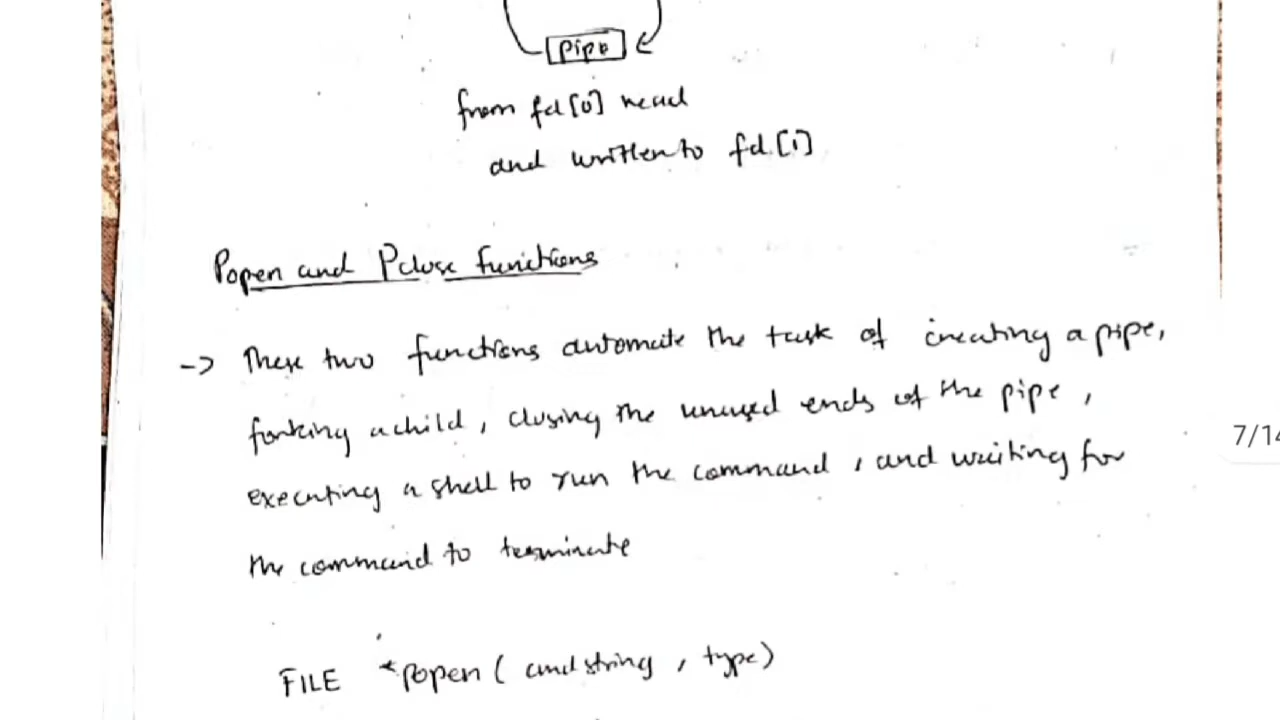 Pipe
from fd[0] read
and written to fd[1]
Popen and Pclose functions
-> These two functions automate the task of creating a pipe,
forking a child, closing the unused ends of the pipe,
executing a shell to run the command, and waiting for
the command to terminate
FILE *popen( cmdstring, type)
7/14